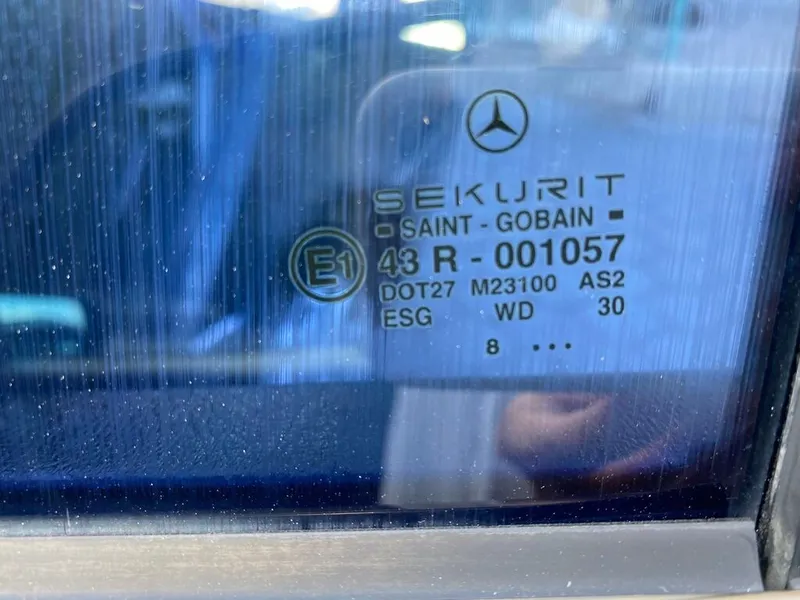 SEKURIT
SAINT - GOBAIN
E1 43 R - 001057
DOT27 M23100 AS2
ESG WD 30
8 ...